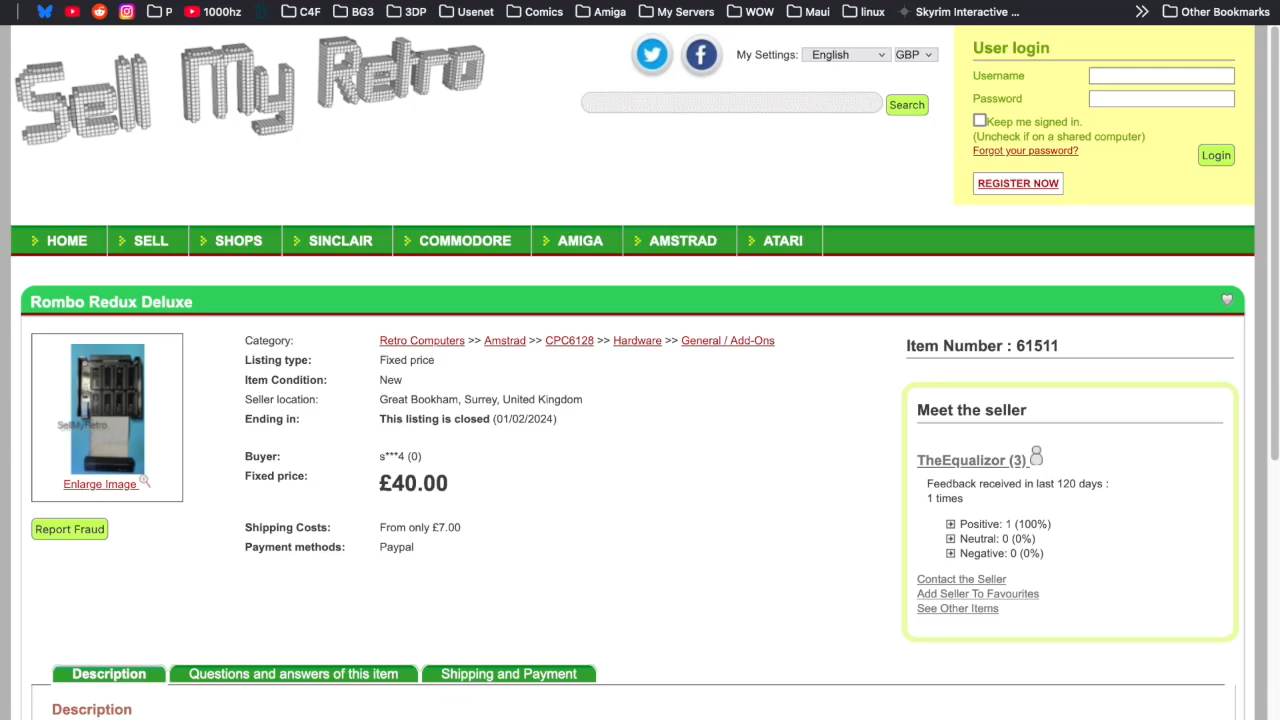 C4F BG3 3DP Usenet Comics Amiga My Servers WOW Maui linux Skyrim Interactive ... Other Bookmarks
P 1000hz
Sell My Retro
My Settings: English GBP
Search
User login
Username
Password
Keep me signed in.
(Uncheck if on a shared computer)
Forgot your password?
Login
REGISTER NOW
HOME SELL SHOPS SINCLAIR COMMODORE AMIGA AMSTRAD ATARI
Rombo Redux Deluxe
SellMyRetro
Enlarge Image
Report Fraud
Category: Retro Computers >> Amstrad >> CPC6128 >> Hardware >> General / Add-Ons
Listing type: Fixed price
Item Condition: New
Seller location: Great Bookham, Surrey, United Kingdom
Ending in: This listing is closed (01/02/2024)
Buyer: s***4 (0)
Fixed price: £40.00
Shipping Costs: From only £7.00
Payment methods: Paypal
Item Number : 61511
Meet the seller
TheEqualizor (3)
Feedback received in last 120 days :
1 times
Positive: 1 (100%)
Neutral: 0 (0%)
Negative: 0 (0%)
Contact the Seller
Add Seller To Favourites
See Other Items
Description Questions and answers of this item Shipping and Payment
Description